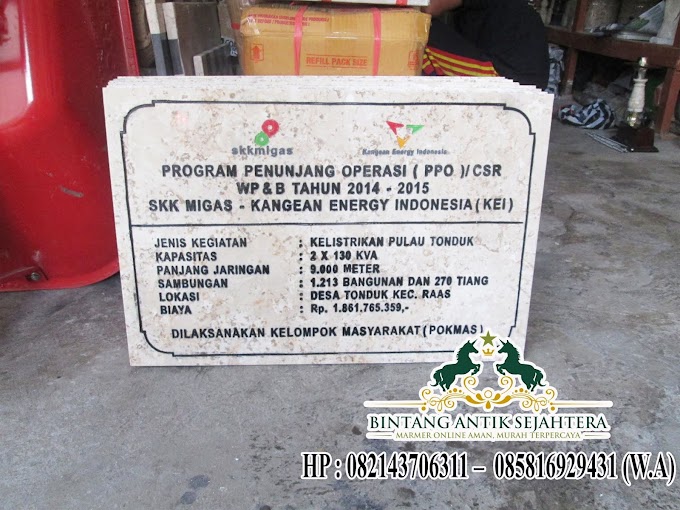 REFILL PACK BASE
skkmigas
Kangean Energy Indonesia
PROGRAM PENUNJANG OPERASI ( PPO )/CSR
WP & B TAHUN 2014 - 2015
SKK MIGAS - KANGEAN ENERGY INDONESIA ( KEI )
JENIS KEGIATAN : KELISTRIKAN PULAU TONDUK
KAPASITAS : 2 X 130 KVA
PANJANG JARINGAN : 9.000 METER
SAMBUNGAN : 1.213 BANGUNAN DAN 270 TIANG
LOKASI : DESA TONDUK KEC. RAAS
BIAYA : Rp. 1.861.765.359,-
DILAKSANAKAN KELOMPOK MASYARAKAT (POKMAS)
BINTANG ANTIK SEJAHTERA
MARMER ONLINE AMAN, MURAH TERPERCAYA
HP : 082143706311 – 085816929431 (W.A)